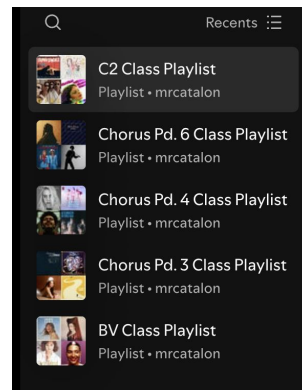 Recents
C2 Class Playlist
Playlist • mrcatalon
Chorus Pd. 6 Class Playlist
Playlist • mrcatalon
Chorus Pd. 4 Class Playlist
Playlist • mrcatalon
Chorus Pd. 3 Class Playlist
Playlist • mrcatalon
BV Class Playlist
Playlist • mrcatalon